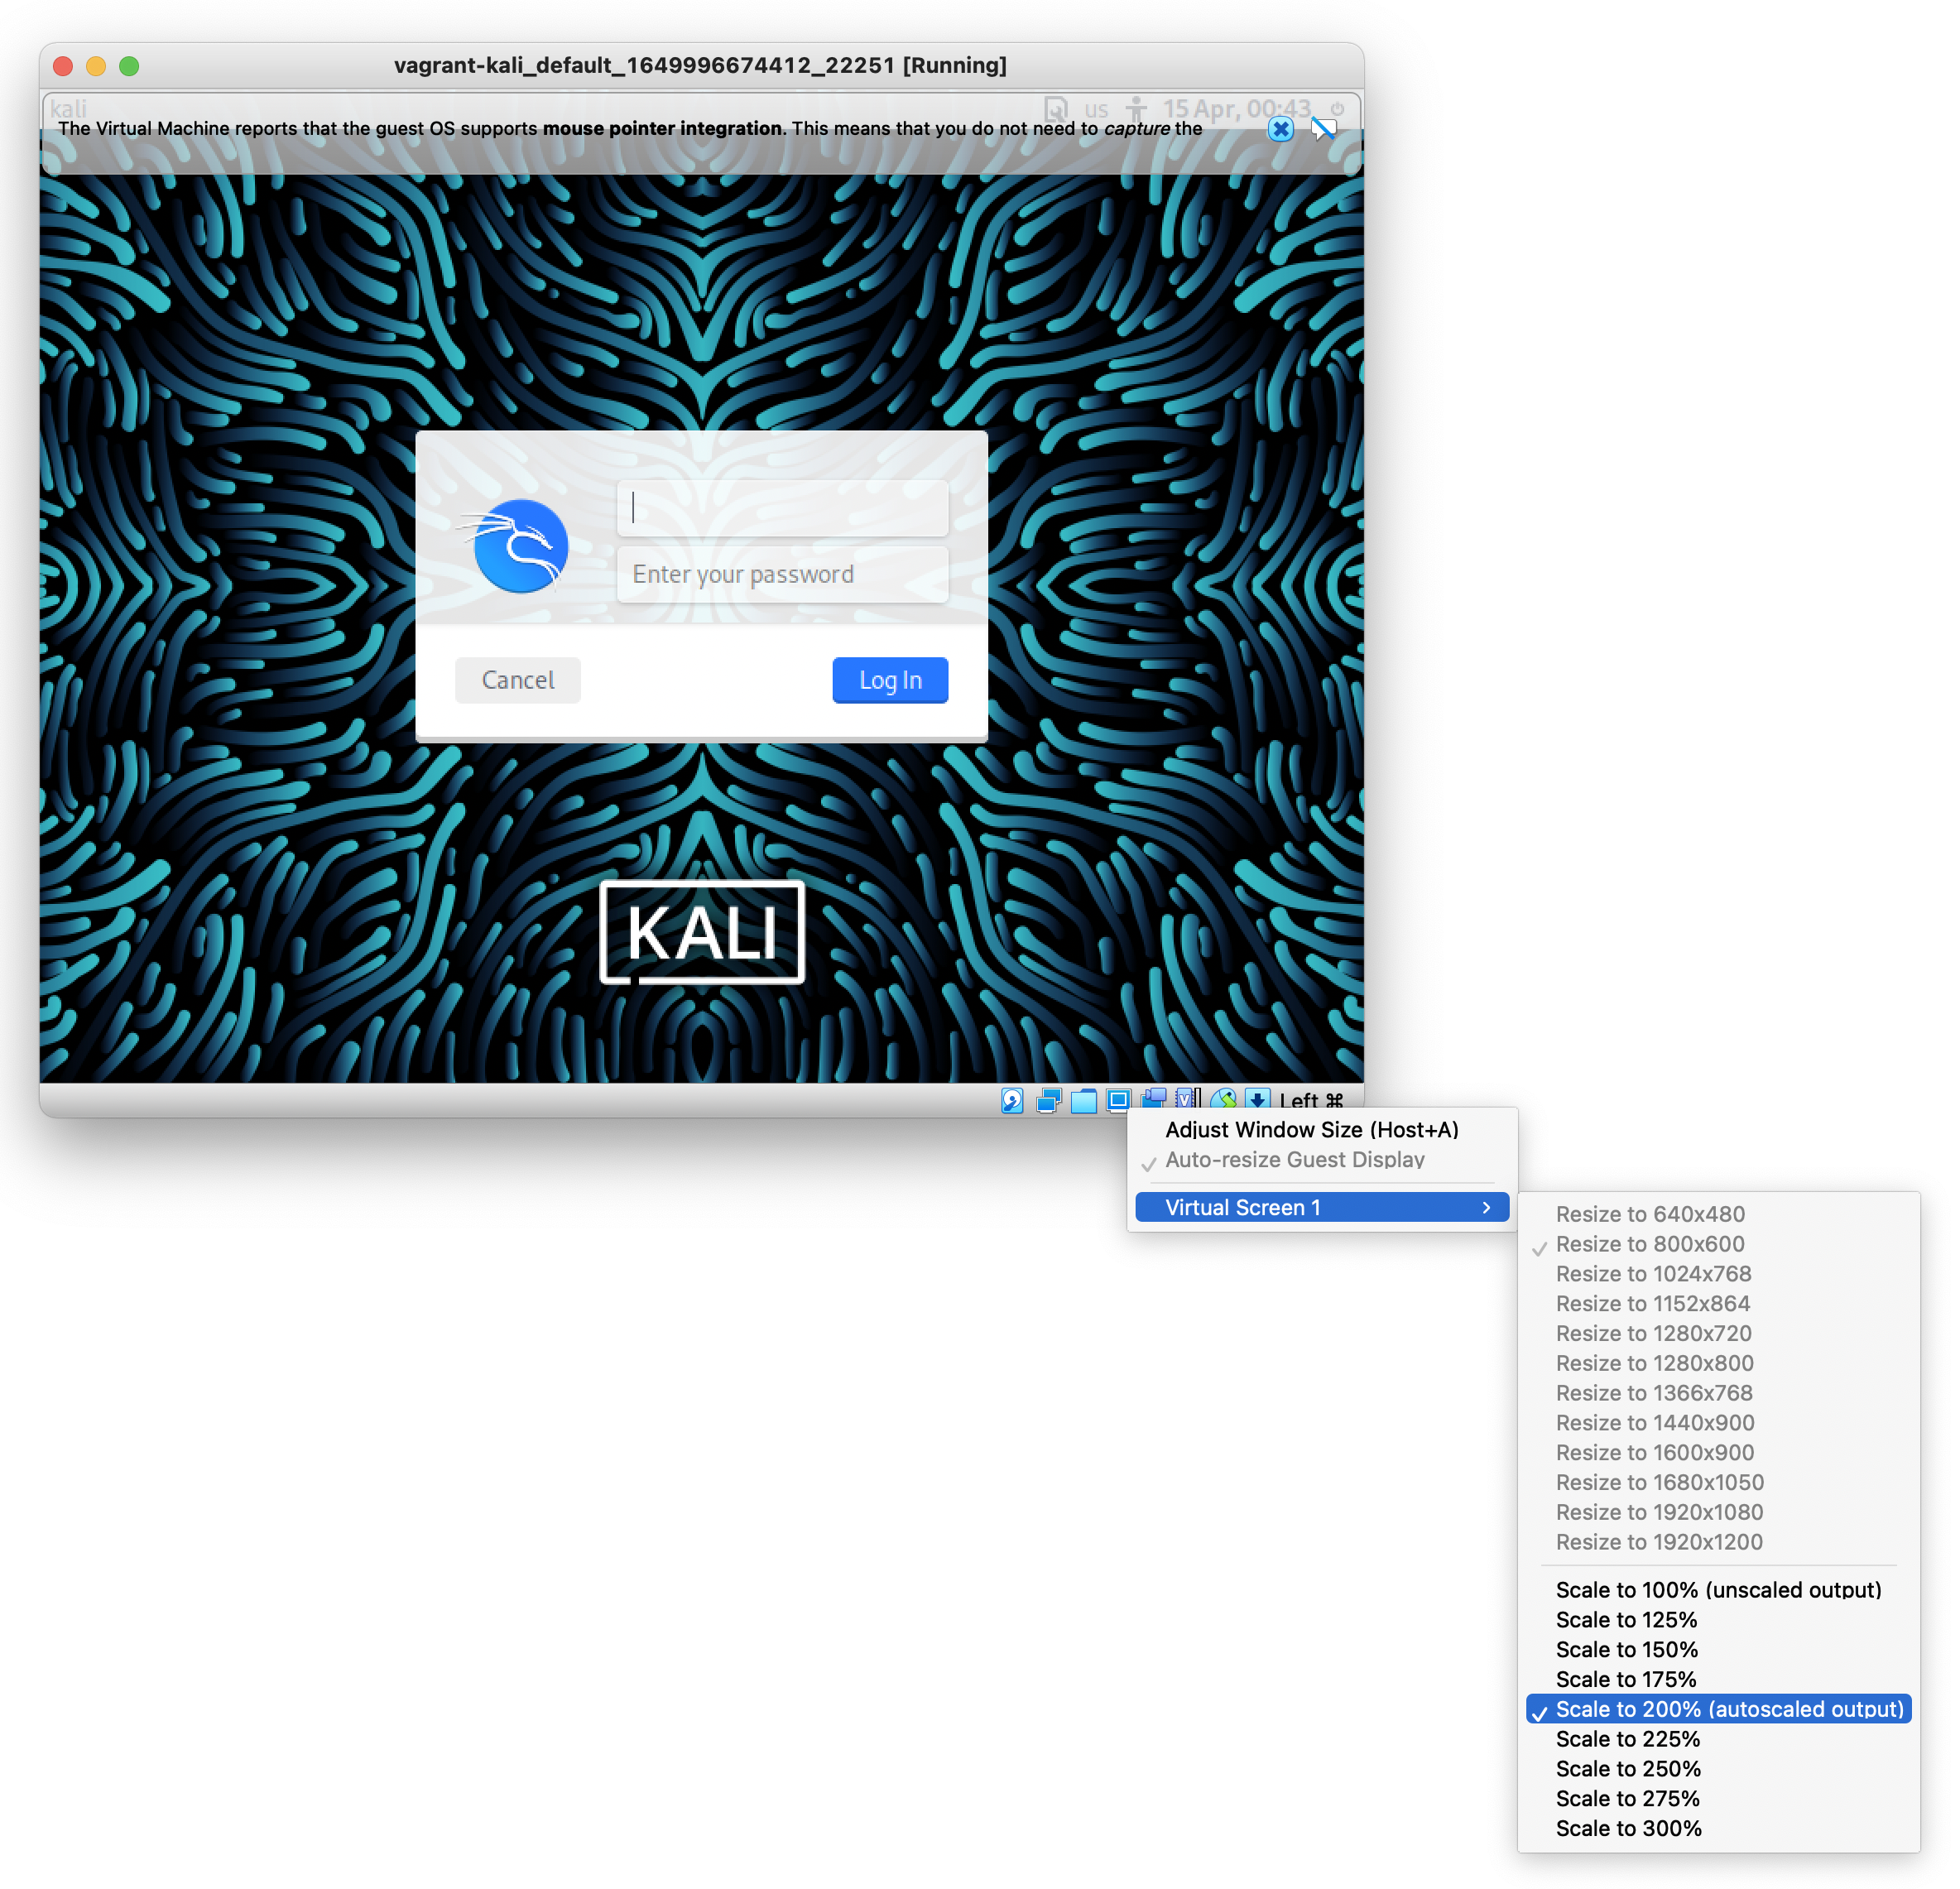 vagrant-kali_default_1649996674412_22251 [Running]
kali us 15 Apr, 00:43
The Virtual Machine reports that the guest OS supports mouse pointer integration. This means that you do not need to capture the
Enter your password
Cancel Log In
KALI
V Left ⌘
Adjust Window Size (Host+A)
Auto-resize Guest Display
Virtual Screen 1
Resize to 640x480
Resize to 800x600
Resize to 1024x768
Resize to 1152x864
Resize to 1280x720
Resize to 1280x800
Resize to 1366x768
Resize to 1440x900
Resize to 1600x900
Resize to 1680x1050
Resize to 1920x1080
Resize to 1920x1200
Scale to 100% (unscaled output)
Scale to 125%
Scale to 150%
Scale to 175%
Scale to 200% (autoscaled output)
Scale to 225%
Scale to 250%
Scale to 275%
Scale to 300%